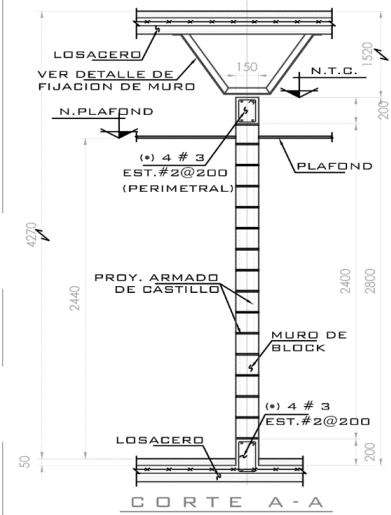 LOSACERO
VER DETALLE DE
FIJACION DE MURO
150
N.T.C.
1520
200
N.PLAFOND
(*) 4 # 3
EST.#2@200
(PERIMETRAL)
PLAFOND
4270
2440
PROY. ARMADO
DE CASTILLO
2400
2800
MURO DE
BLOCK
(*) 4 # 3
EST.#2@200
LOSACERO
50
200
CORTE A-A